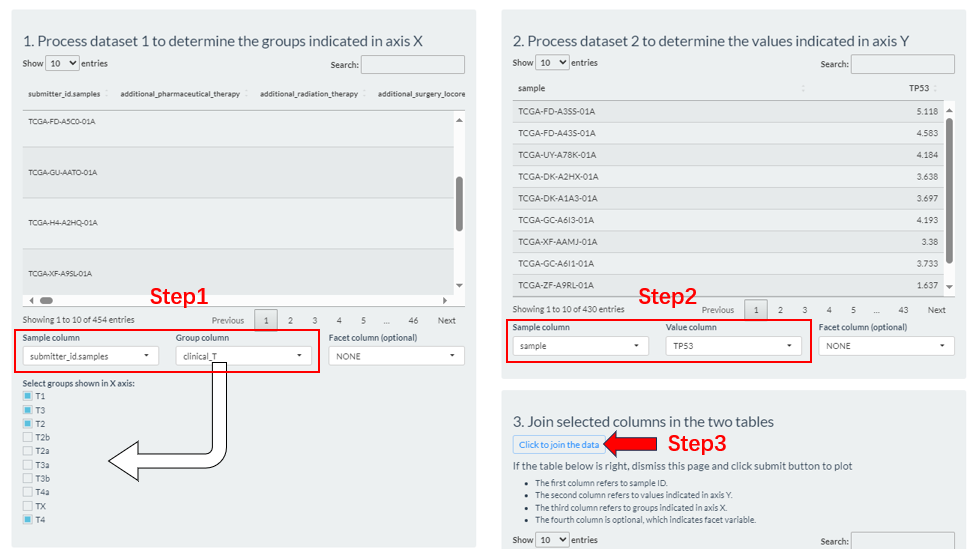 1. Process dataset 1 to determine the groups indicated in axis X
Show 10 entries
Search:
submitter_id.samples additional_pharmaceutical_therapy additional_radiation_therapy additional_surgery_locore
TCGA-FD-A5C0-01A
TCGA-GU-AATO-01A
TCGA-H4-A2HQ-01A
TCGA-XF-A9SL-01A
Step1
Showing 1 to 10 of 454 entries
Previous 1 2 3 4 5 ... 46 Next
Sample column Group column Facet column (optional)
submitter_id.samples clinical_T NONE
Select groups shown in X axis:
T1
T3
T2
T2b
T2a
T3a
T3b
T4a
TX
T4
2. Process dataset 2 to determine the values indicated in axis Y
Show 10 entries
Search:
sample TP53
TCGA-FD-A3SS-01A 5.118
TCGA-FD-A43S-01A 4.583
TCGA-UY-A78K-01A 4.184
TCGA-DK-A2HX-01A 3.638
TCGA-DK-A1A3-01A 3.697
TCGA-GC-A6I3-01A 4.193
TCGA-XF-AAMJ-01A 3.38
TCGA-GC-A6I1-01A 3.733
TCGA-ZF-A9RL-01A 1.637
Step2
Showing 1 to 10 of 430 entries
Previous 1 2 3 4 5 ... 43 Next
Sample column Value column Facet column (optional)
sample TP53 NONE
3. Join selected columns in the two tables
Click to join the data
Step3
If the table below is right, dismiss this page and click submit button to plot
The first column refers to sample ID.
The second column refers to values indicated in axis Y.
The third column refers to groups indicated in axis X.
The fourth column is optional, which indicates facet variable.
Show 10 entries
Search: